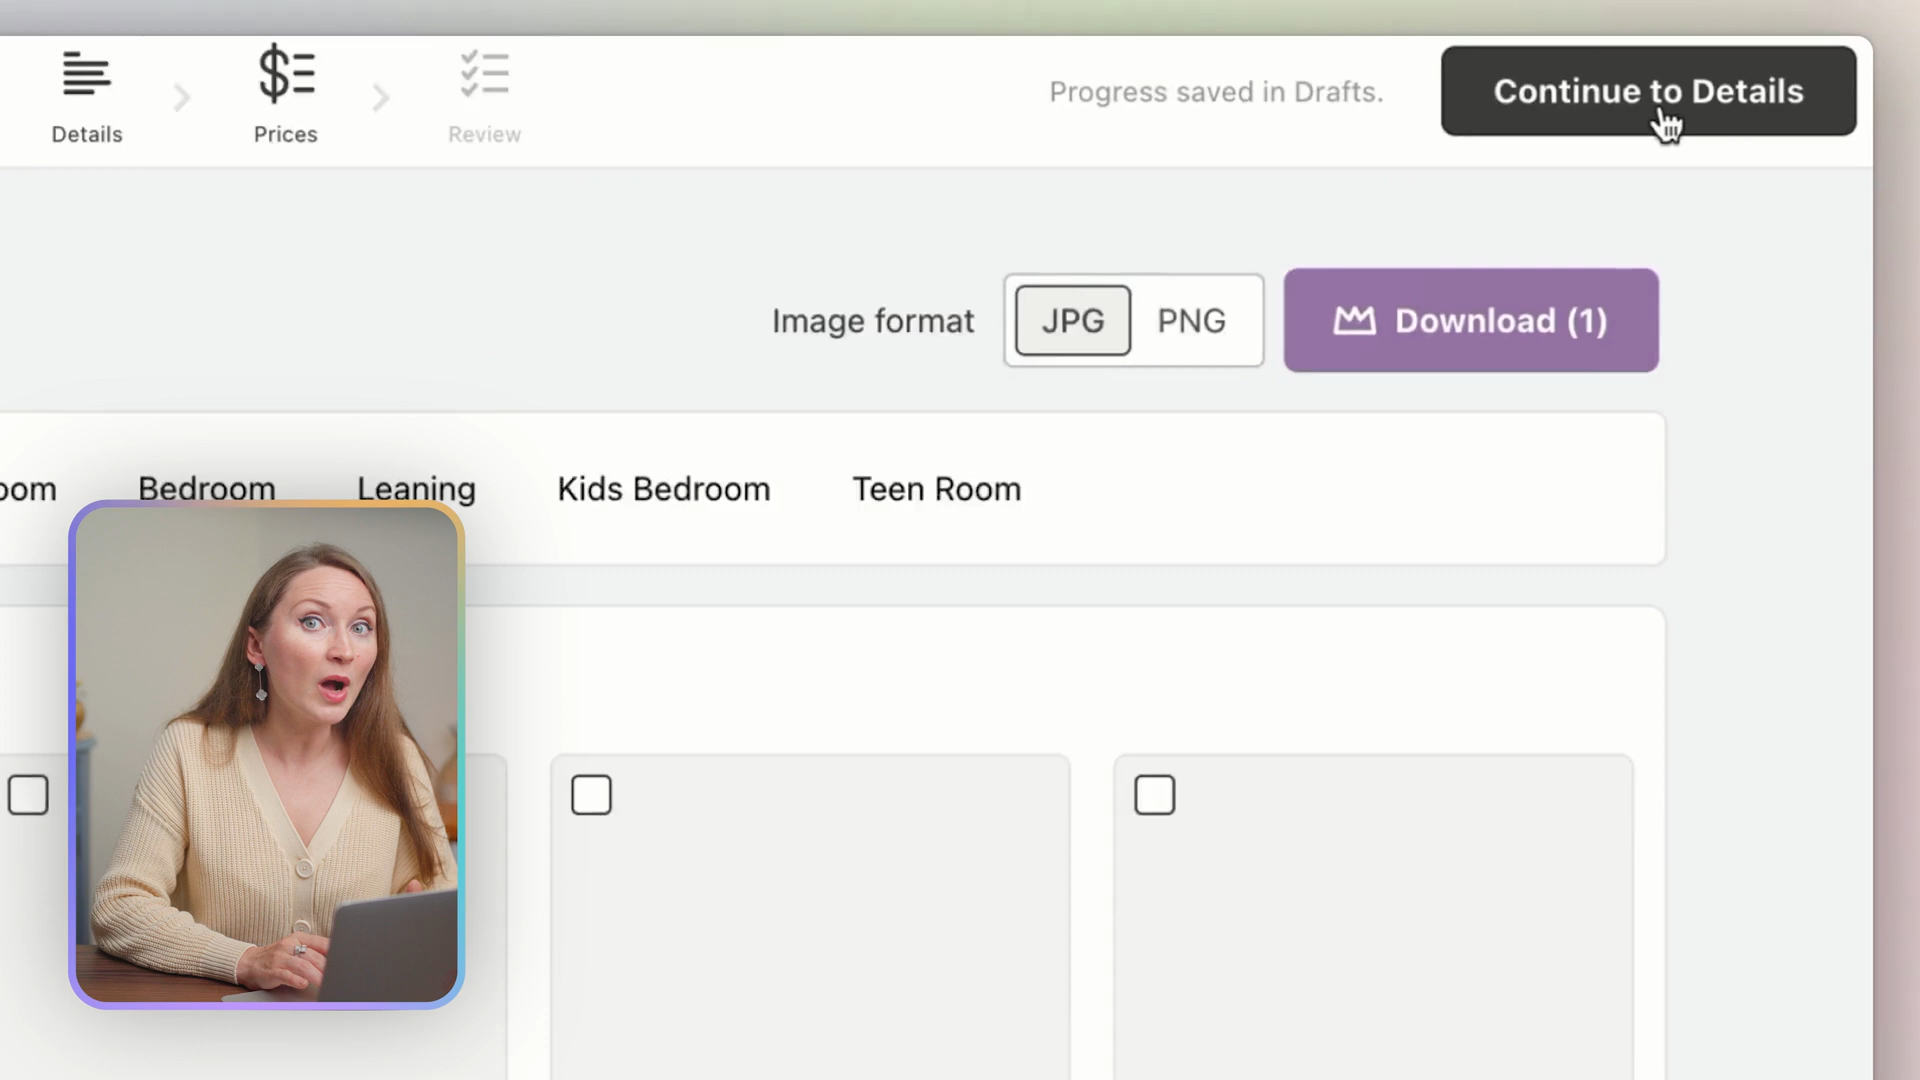 Details
Prices
Review
Progress saved in Drafts.
Continue to Details
Image format
JPG
PNG
Download (1)
oom
Bedroom
Leaning
Kids Bedroom
Teen Room